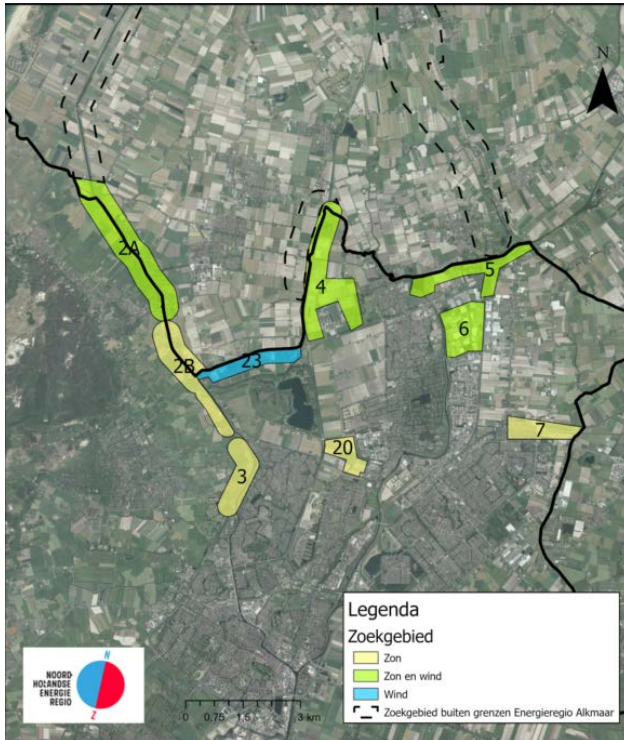 N
2A
5
4
6
2B
23
7
20
3
Legenda
Zoekgebied
Zon
Zon en wind
Wind
Zoekgebied buiten grenzen Energieregio Alkmaar
N
NOORD
HOLLANDSE
ENERGIE
REGIO
Z
0 0,75 1,5 3 km